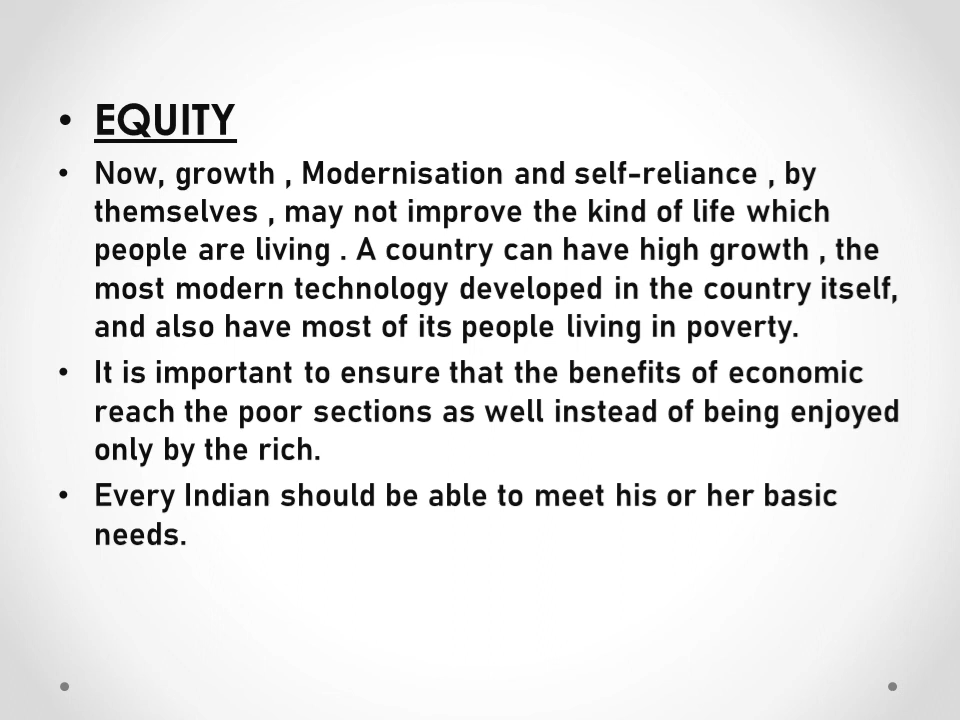 • EQUITY
• Now, growth , Modernisation and self-reliance , by
themselves , may not improve the kind of life which
people are living . A country can have high growth , the
most modern technology developed in the country itself,
and also have most of its people living in poverty.
• It is important to ensure that the benefits of economic
reach the poor sections as well instead of being enjoyed
only by the rich.
• Every Indian should be able to meet his or her basic
needs.